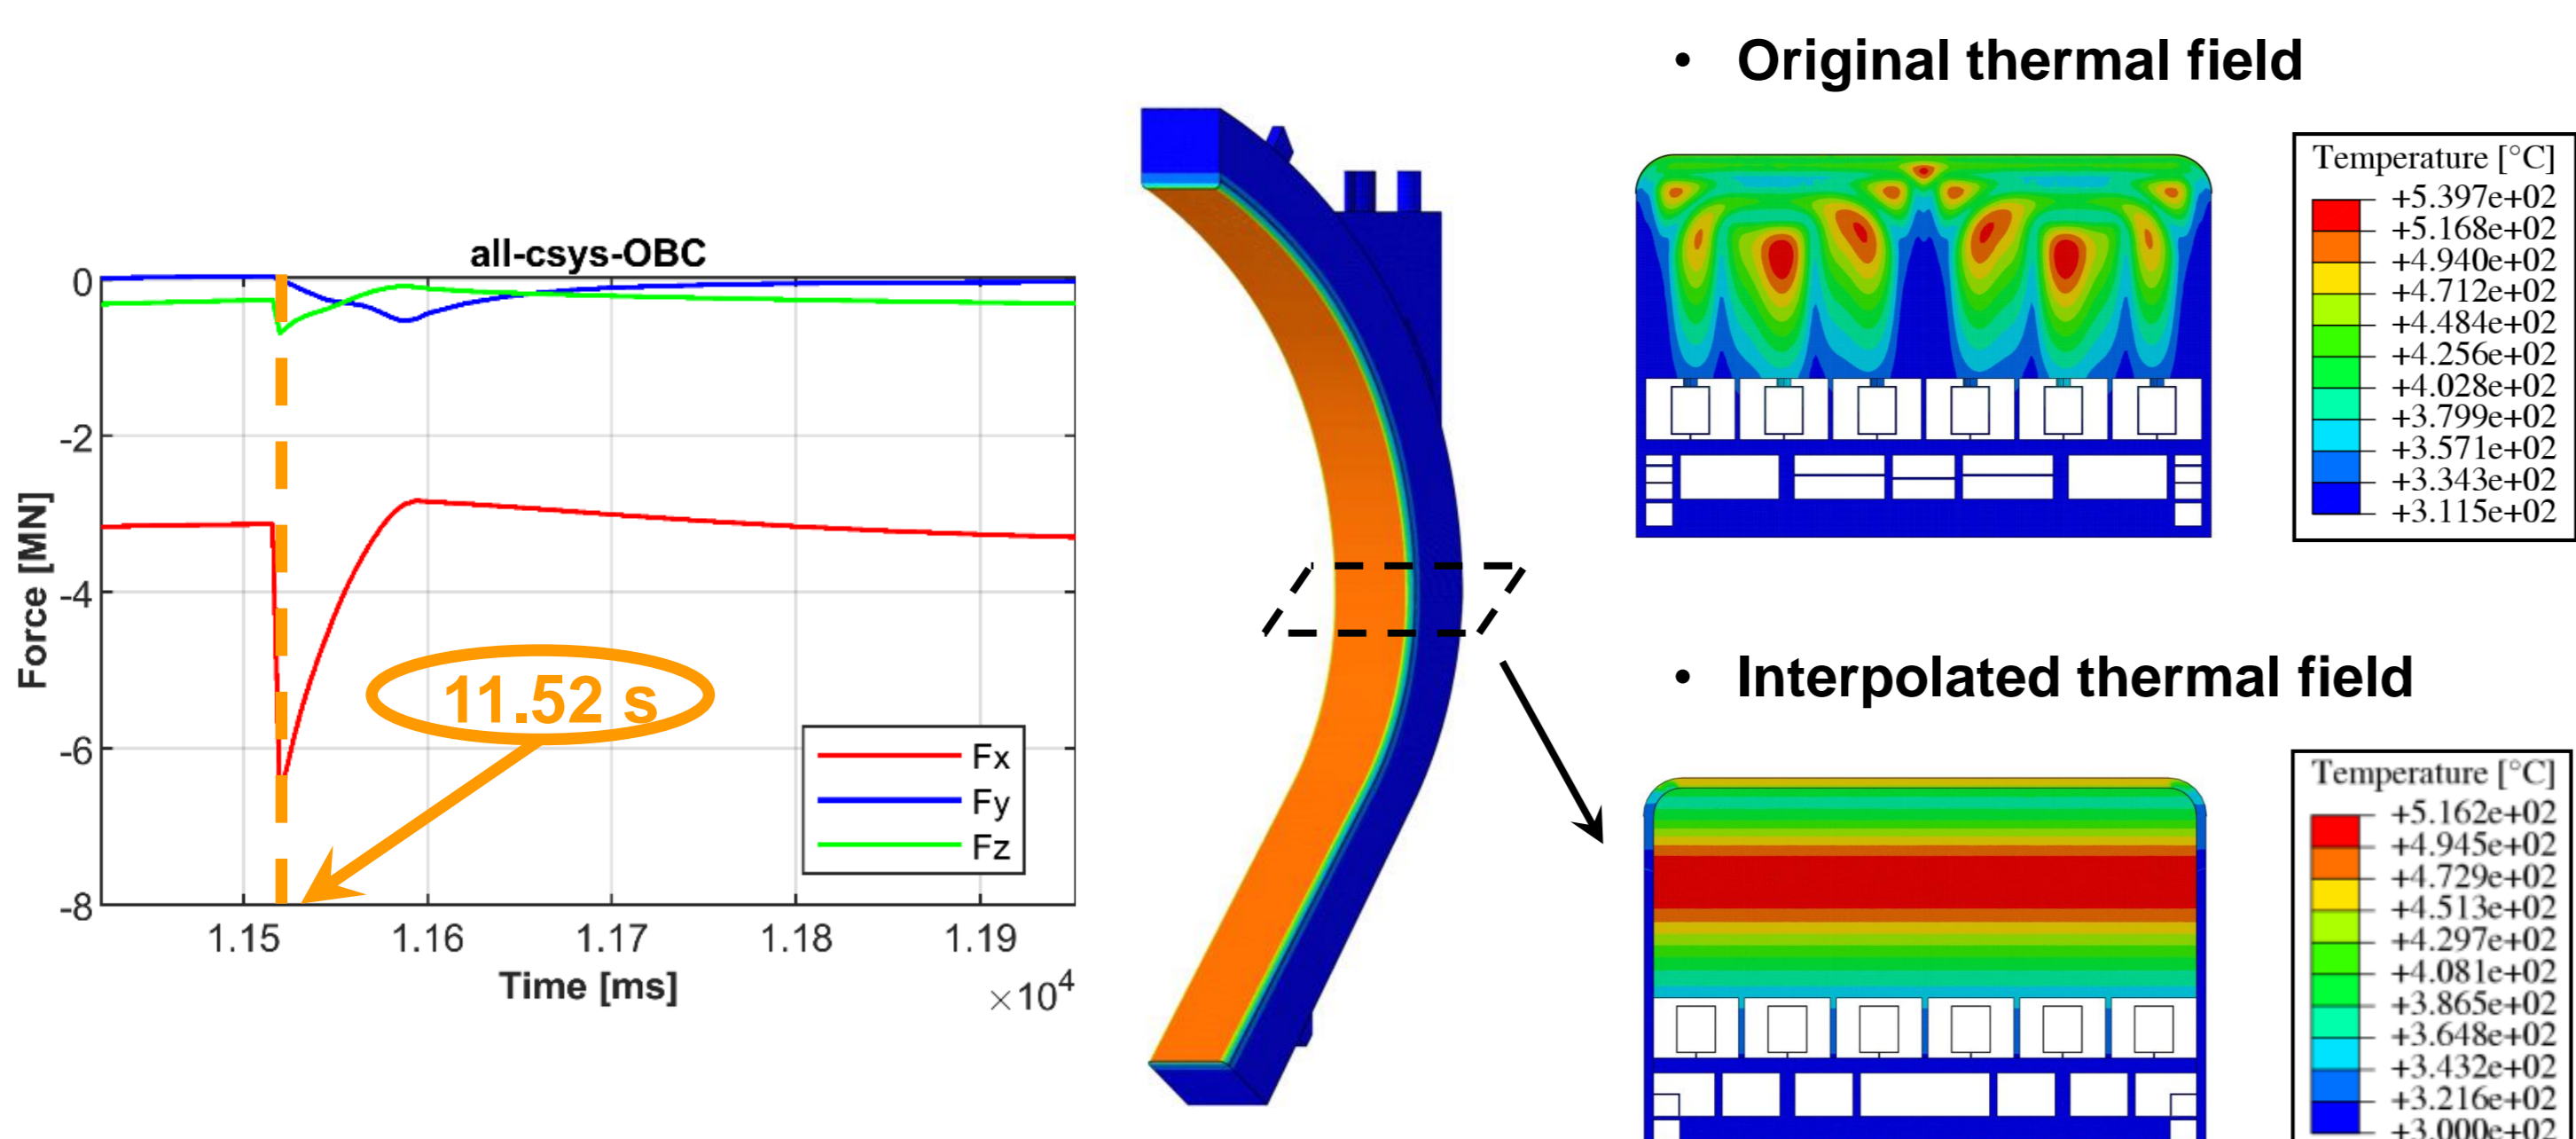 all-csys-OBC
Force [MN]
0
-2
-4
-6
-8
11.52 s
Fx
Fy
Fz
1.15 1.16 1.17 1.18 1.19
Time [ms]
×10^4
• Original thermal field
Temperature [°C]
+5.397e+02
+5.168e+02
+4.940e+02
+4.712e+02
+4.484e+02
+4.256e+02
+4.028e+02
+3.799e+02
+3.571e+02
+3.343e+02
+3.115e+02
• Interpolated thermal field
Temperature [°C]
+5.162e+02
+4.945e+02
+4.729e+02
+4.513e+02
+4.297e+02
+4.081e+02
+3.865e+02
+3.648e+02
+3.432e+02
+3.216e+02
+3.000e+02